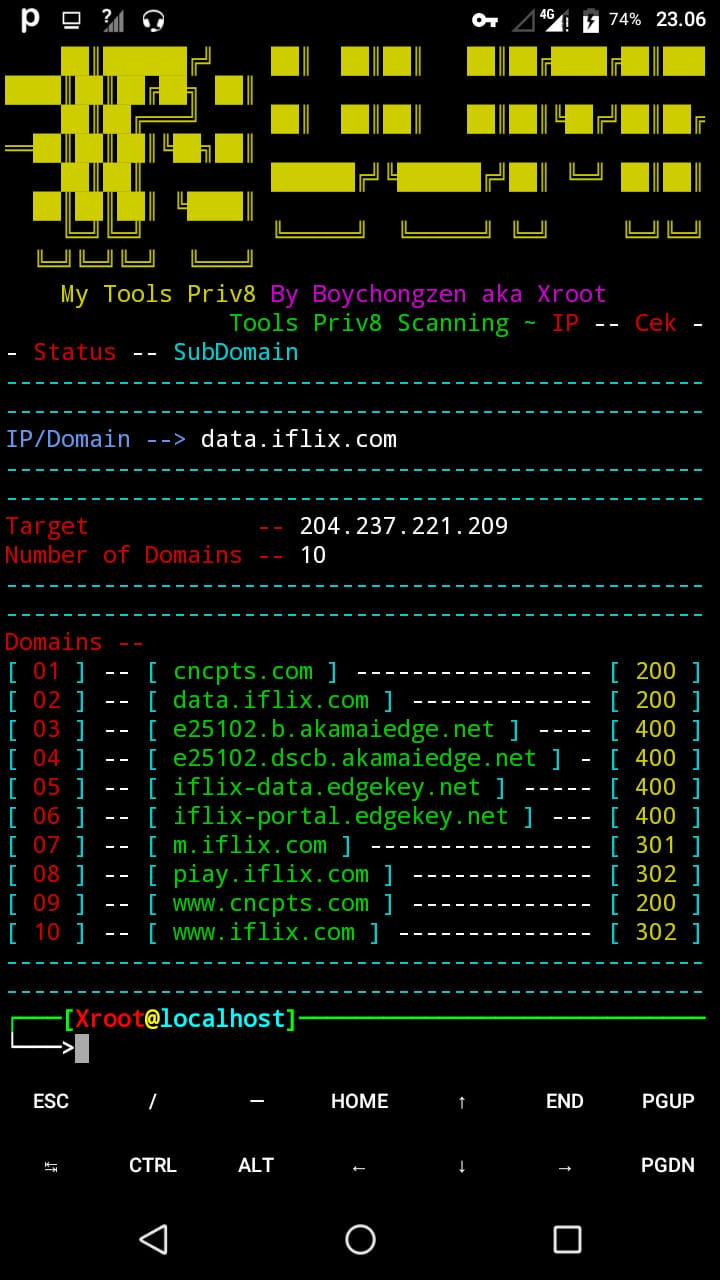 74% 23.06
My Tools Priv8 By Boychongzen aka Xroot
Tools Priv8 Scanning ~ IP -- Cek -
- Status -- SubDomain
--------------------------------------------------
--------------------------------------------------
IP/Domain --> data.iflix.com
--------------------------------------------------
--------------------------------------------------
Target -- 204.237.221.209
Number of Domains -- 10
--------------------------------------------------
--------------------------------------------------
Domains --
[ 01 ] -- [ cncpts.com ] ----------------- [ 200 ]
[ 02 ] -- [ data.iflix.com ] ------------- [ 200 ]
[ 03 ] -- [ e25102.b.akamaiedge.net ] ---- [ 400 ]
[ 04 ] -- [ e25102.dscb.akamaiedge.net ] - [ 400 ]
[ 05 ] -- [ iflix-data.edgekey.net ] ----- [ 400 ]
[ 06 ] -- [ iflix-portal.edgekey.net ] --- [ 400 ]
[ 07 ] -- [ m.iflix.com ] ---------------- [ 301 ]
[ 08 ] -- [ piay.iflix.com ] ------------- [ 302 ]
[ 09 ] -- [ www.cncpts.com ] ------------- [ 200 ]
[ 10 ] -- [ www.iflix.com ] -------------- [ 302 ]
--------------------------------------------------
--------------------------------------------------
┌───[Xroot@localhost]─────────────────────────────
└───>
ESC / — HOME ↑ END PGUP
↹ CTRL ALT ← ↓ → PGDN